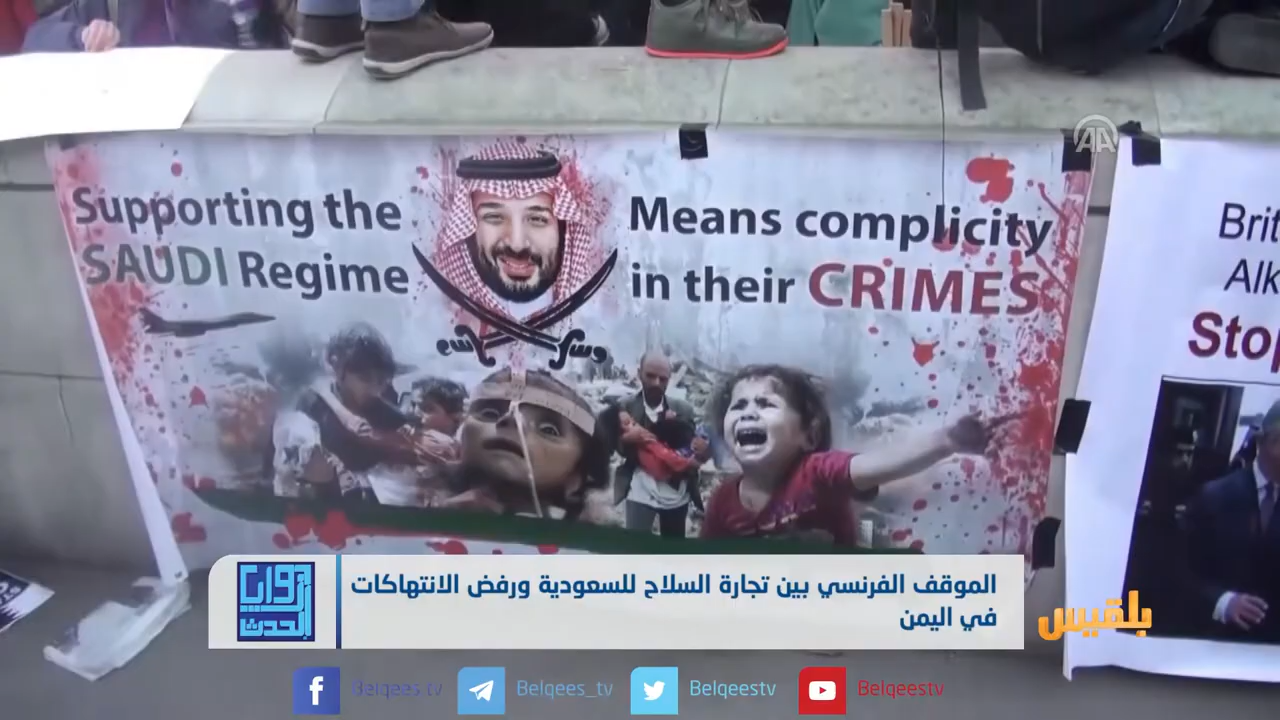 Supporting the
SAUDI Regime
Means complicity
in their CRIMES
AA
Brit
Alk
Stop
الموقف الفرنسي بين تجارة السلاح للسعودية ورفض الانتهاكات
في اليمن
زوايا
الحدث
بلقيس
Belqees tv
Belqees_tv
Belqeestv
Belqeestv